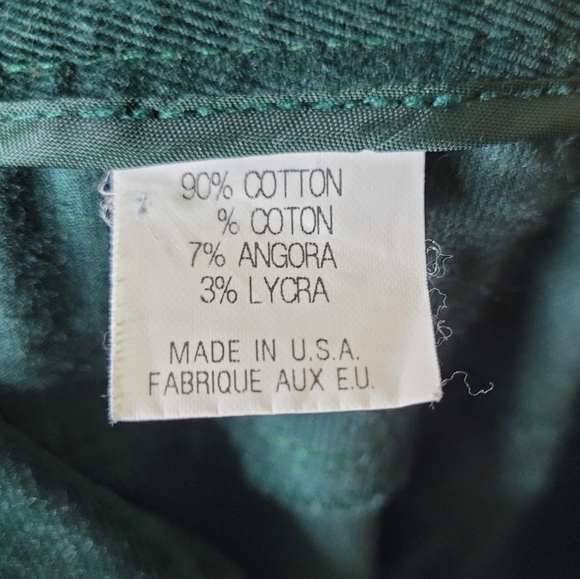 90% COTTON
% COTON
7% ANGORA
3% LYCRA
MADE IN U.S.A.
FABRIQUE AUX E.U.